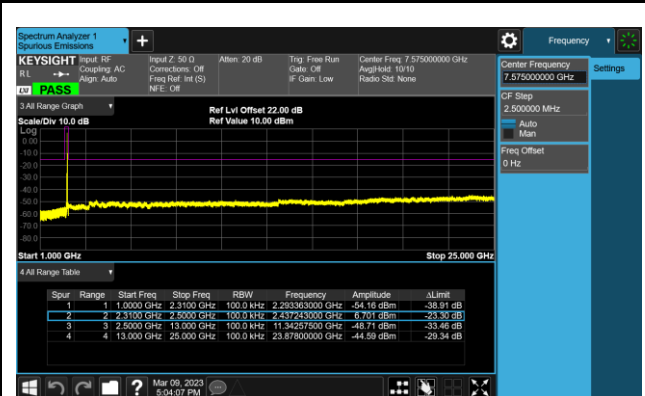 Spectrum Analyzer 1
Spurious Emissions
+
Frequency
KEYSIGHT
RL
LXI
PASS
Input: RF
Coupling: AC
Align: Auto
Input Z: 50 Ω
Corrections: Off
Freq Ref: Int (S)
NFE: Off
Atten: 20 dB
Trig: Free Run
Gate: Off
IF Gain: Low
Center Freq: 7.575000000 GHz
Avg|Hold: 10/10
Radio Std: None
Center Frequency
7.575000000 GHz
Settings
CF Step
2.500000 MHz
Auto
Man
Freq Offset
0 Hz
3 All Range Graph
Scale/Div 10.0 dB
Ref Lvl Offset 22.00 dB
Ref Value 10.00 dBm
Log
0.00
-10.0
-20.0
-30.0
-40.0
-50.0
-60.0
-70.0
-80.0
Start 1.000 GHz
Stop 25.000 GHz
4 All Range Table
Spur Range Start Freq Stop Freq RBW Frequency Amplitude ΔLimit
1 1 1.0000 GHz 2.3100 GHz 100.0 kHz 2.293363000 GHz -54.16 dBm -38.91 dB
2 2 2.3100 GHz 2.5000 GHz 100.0 kHz 2.437243000 GHz 6.701 dBm -23.30 dB
3 3 2.5000 GHz 13.000 GHz 100.0 kHz 11.34257500 GHz -48.71 dBm -33.46 dB
4 4 13.000 GHz 25.000 GHz 100.0 kHz 23.87800000 GHz -44.59 dBm -29.34 dB
?
Mar 09, 2023
5:04:07 PM